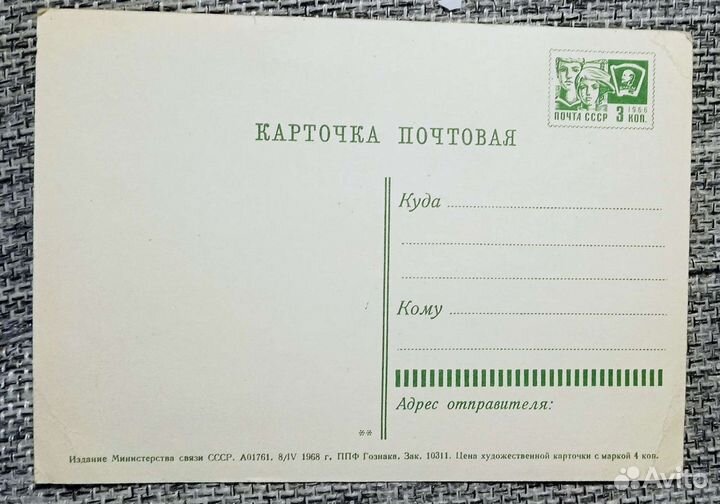 1966
ПОЧТА СССР 3 КОП.
КАРТОЧКА ПОЧТОВАЯ
Куда
Кому
Адрес отправителя:
**
Издание Министерства связи СССР. А01761. 8/IV 1968 г. ППФ Гознака. Зак. 10311. Цена художественной карточки с маркой 4 коп.
Avito